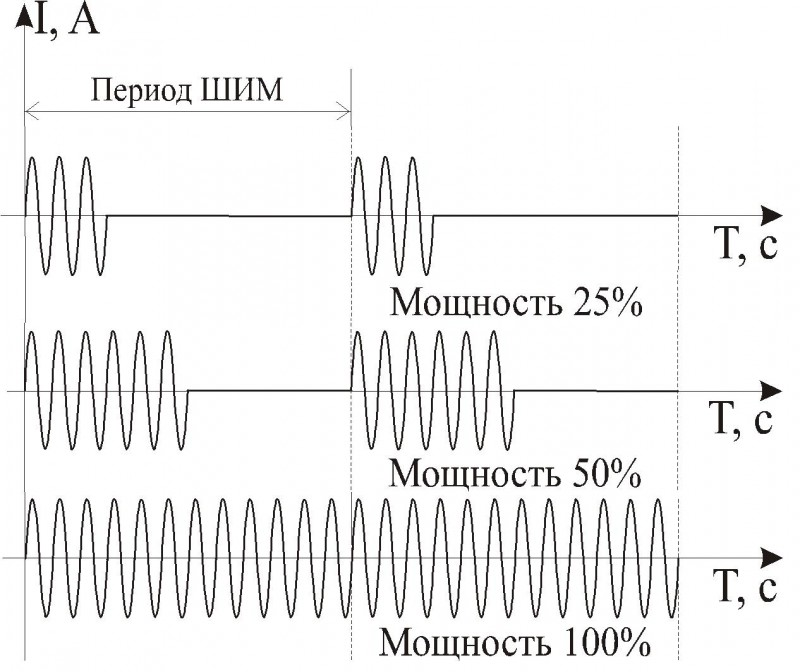 I, А
Период ШИМ
Т, с
Мощность 25%
Т, с
Мощность 50%
Т, с
Мощность 100%